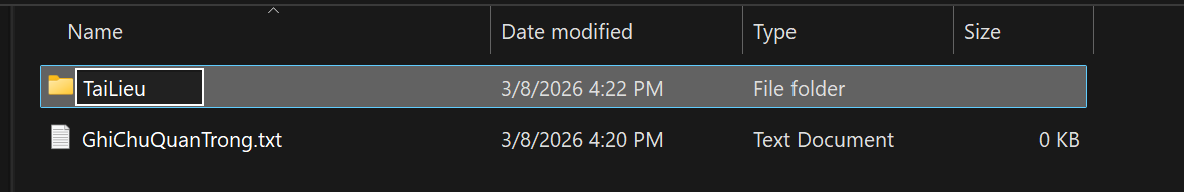 Name Date modified Type Size
TaiLieu 3/8/2026 4:22 PM File folder
GhiChuQuanTrong.txt 3/8/2026 4:20 PM Text Document 0 KB